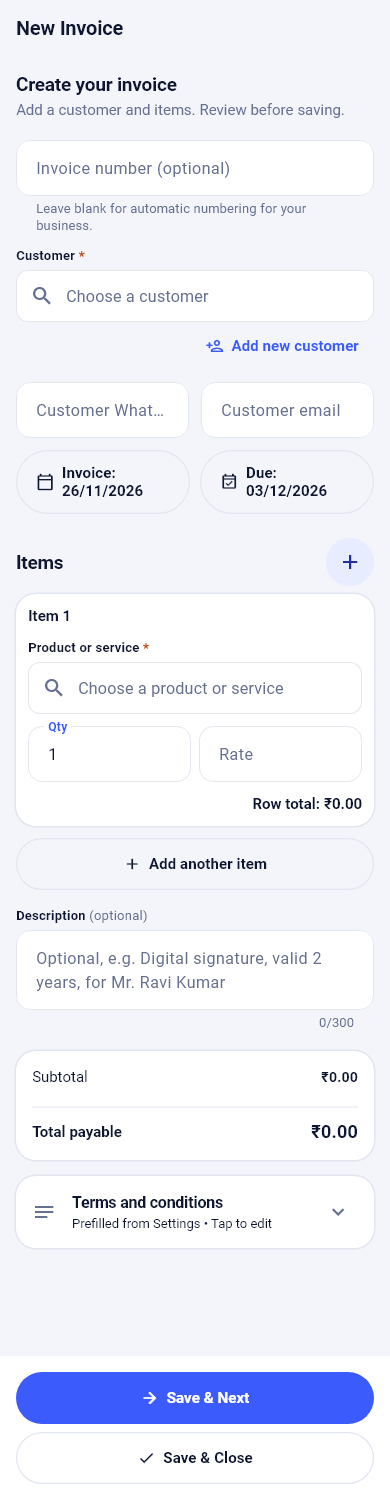 New Invoice
Create your invoice
Add a customer and items. Review before saving.
Invoice number (optional)
Leave blank for automatic numbering for your
business.
Customer *
Choose a customer
Add new customer
Customer What...
Customer email
Invoice:
26/11/2026
Due:
03/12/2026
Items
Item 1
Product or service *
Choose a product or service
Qty
1
Rate
Row total: ₹0.00
Add another item
Description (optional)
Optional, e.g. Digital signature, valid 2
years, for Mr. Ravi Kumar
0/300
Subtotal ₹0.00
Total payable ₹0.00
Terms and conditions
Prefilled from Settings • Tap to edit
Save & Next
Save & Close